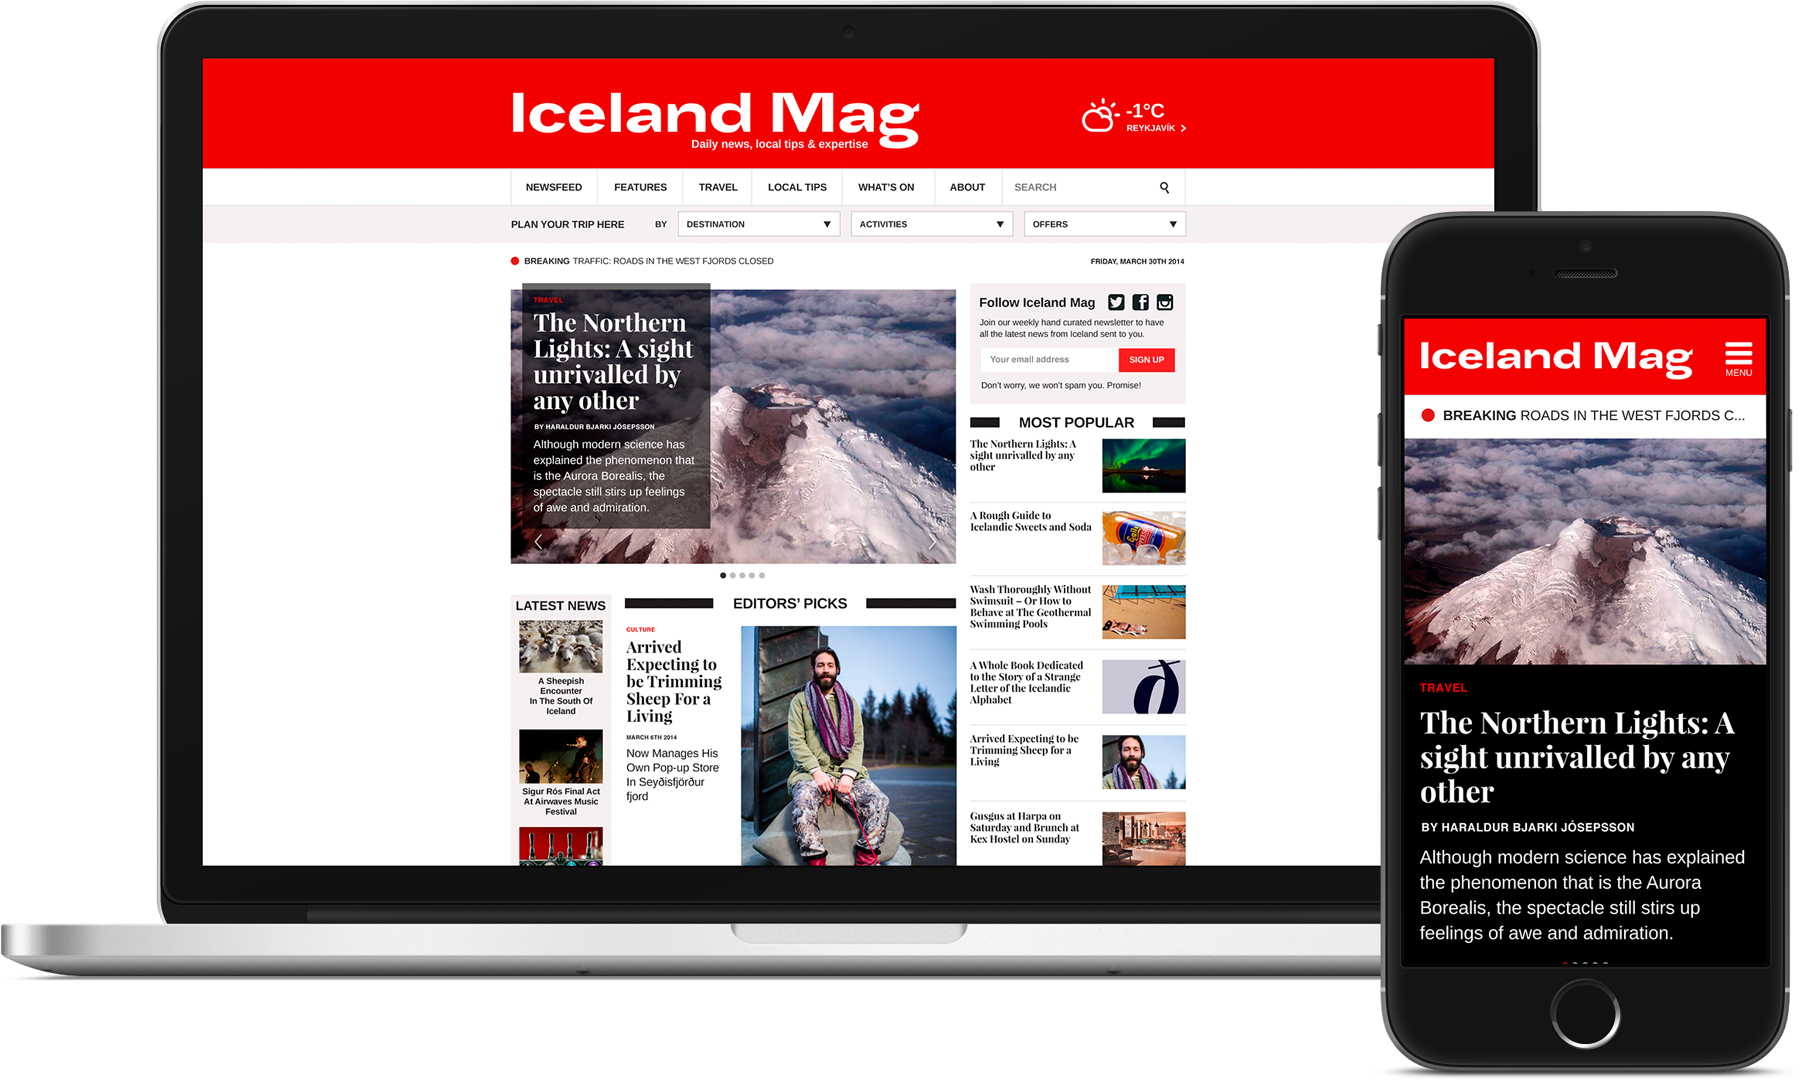 Iceland Mag
Daily news, local tips & expertise
-1°C
REYKJAVÍK
NEWSFEED
FEATURES
TRAVEL
LOCAL TIPS
WHAT'S ON
ABOUT
SEARCH
PLAN YOUR TRIP HERE
BY
DESTINATION
ACTIVITIES
OFFERS
BREAKING TRAFFIC: ROADS IN THE WEST FJORDS CLOSED
FRIDAY, MARCH 30TH 2014
TRAVEL
The Northern
Lights: A sight
unrivalled by
any other
BY HARALDUR BJARKI JÓSEPSSON
Although modern science has
explained the phenomenon that
is the Aurora Borealis, the
spectacle still stirs up feelings
of awe and admiration.
LATEST NEWS
A Sheepish
Encounter
In The South Of
Iceland
Sigur Rós Final Act
At Airwaves Music
Festival
EDITORS' PICKS
CULTURE
Arrived
Expecting to
be Trimming
Sheep For a
Living
MARCH 6TH 2014
Now Manages His
Own Pop-up Store
In Seyðisfjörður
fjord
Follow Iceland Mag
Join our weekly hand curated newsletter to have
all the latest news from Iceland sent to you.
Your email address
SIGN UP
Don't worry, we won't spam you. Promise!
MOST POPULAR
The Northern Lights: A
sight unrivalled by any
other
A Rough Guide to
Icelandic Sweets and Soda
Wash Thoroughly Without
Swimsuit – Or How to
Behave at The Geothermal
Swimming Pools
A Whole Book Dedicated
to the Story of a Strange
Letter of the Icelandic
Alphabet
ð
Arrived Expecting to be
Trimming Sheep for a
Living
Gusgus at Harpa on
Saturday and Brunch at
Kex Hostel on Sunday
Iceland Mag
MENU
BREAKING ROADS IN THE WEST FJORDS C...
TRAVEL
The Northern Lights: A
sight unrivalled by any
other
BY HARALDUR BJARKI JÓSEPSSON
Although modern science has explained
the phenomenon that is the Aurora
Borealis, the spectacle still stirs up
feelings of awe and admiration.